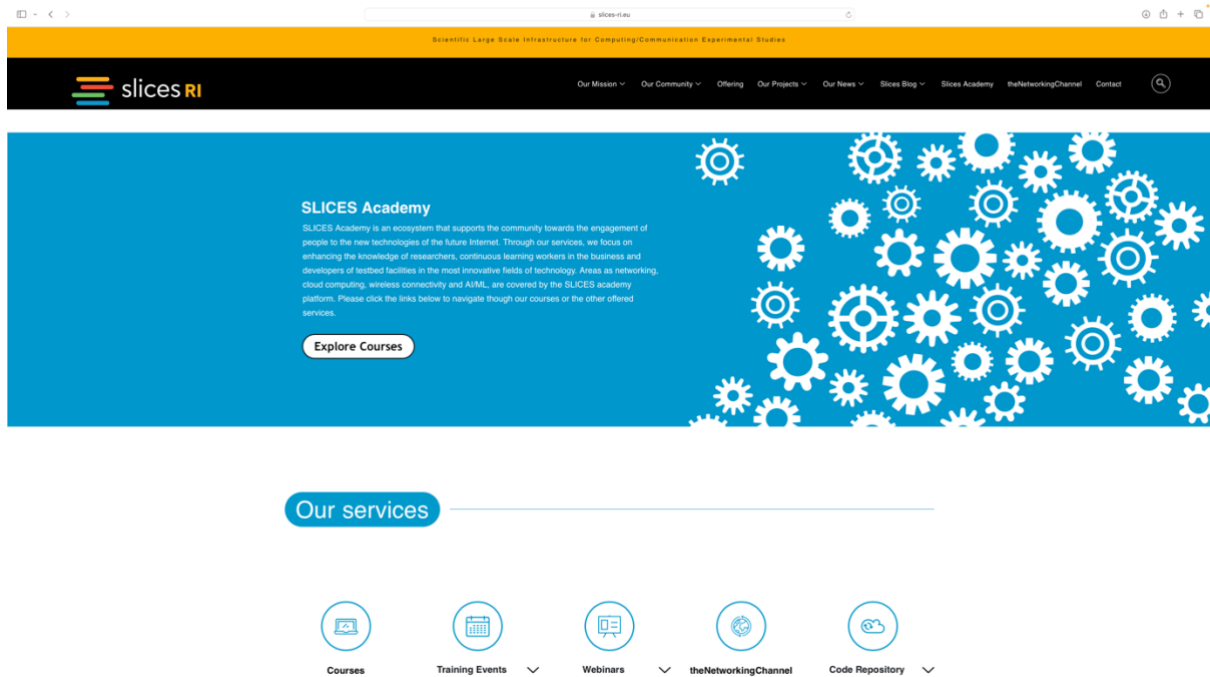 slices-ri.eu
Scientific Large Scale Infrastructure for Computing/Communication Experimental Studies
slices RI
Our Mission
Our Community
Offering
Our Projects
Our News
Slices Blog
Slices Academy
theNetworkingChannel
Contact
SLICES Academy
SLICES Academy is an ecosystem that supports the community towards the engagement of
people to the new technologies of the future Internet. Through our services, we focus on
enhancing the knowledge of researchers, continuous learning workers in the business and
developers of testbed facilities in the most innovative fields of technology. Areas as networking,
cloud computing, wireless connectivity and AI/ML, are covered by the SLICES academy
platform. Please click the links below to navigate though our courses or the other offered
services.
Explore Courses
Our services
Courses
Training Events
Webinars
theNetworkingChannel
Code Repository